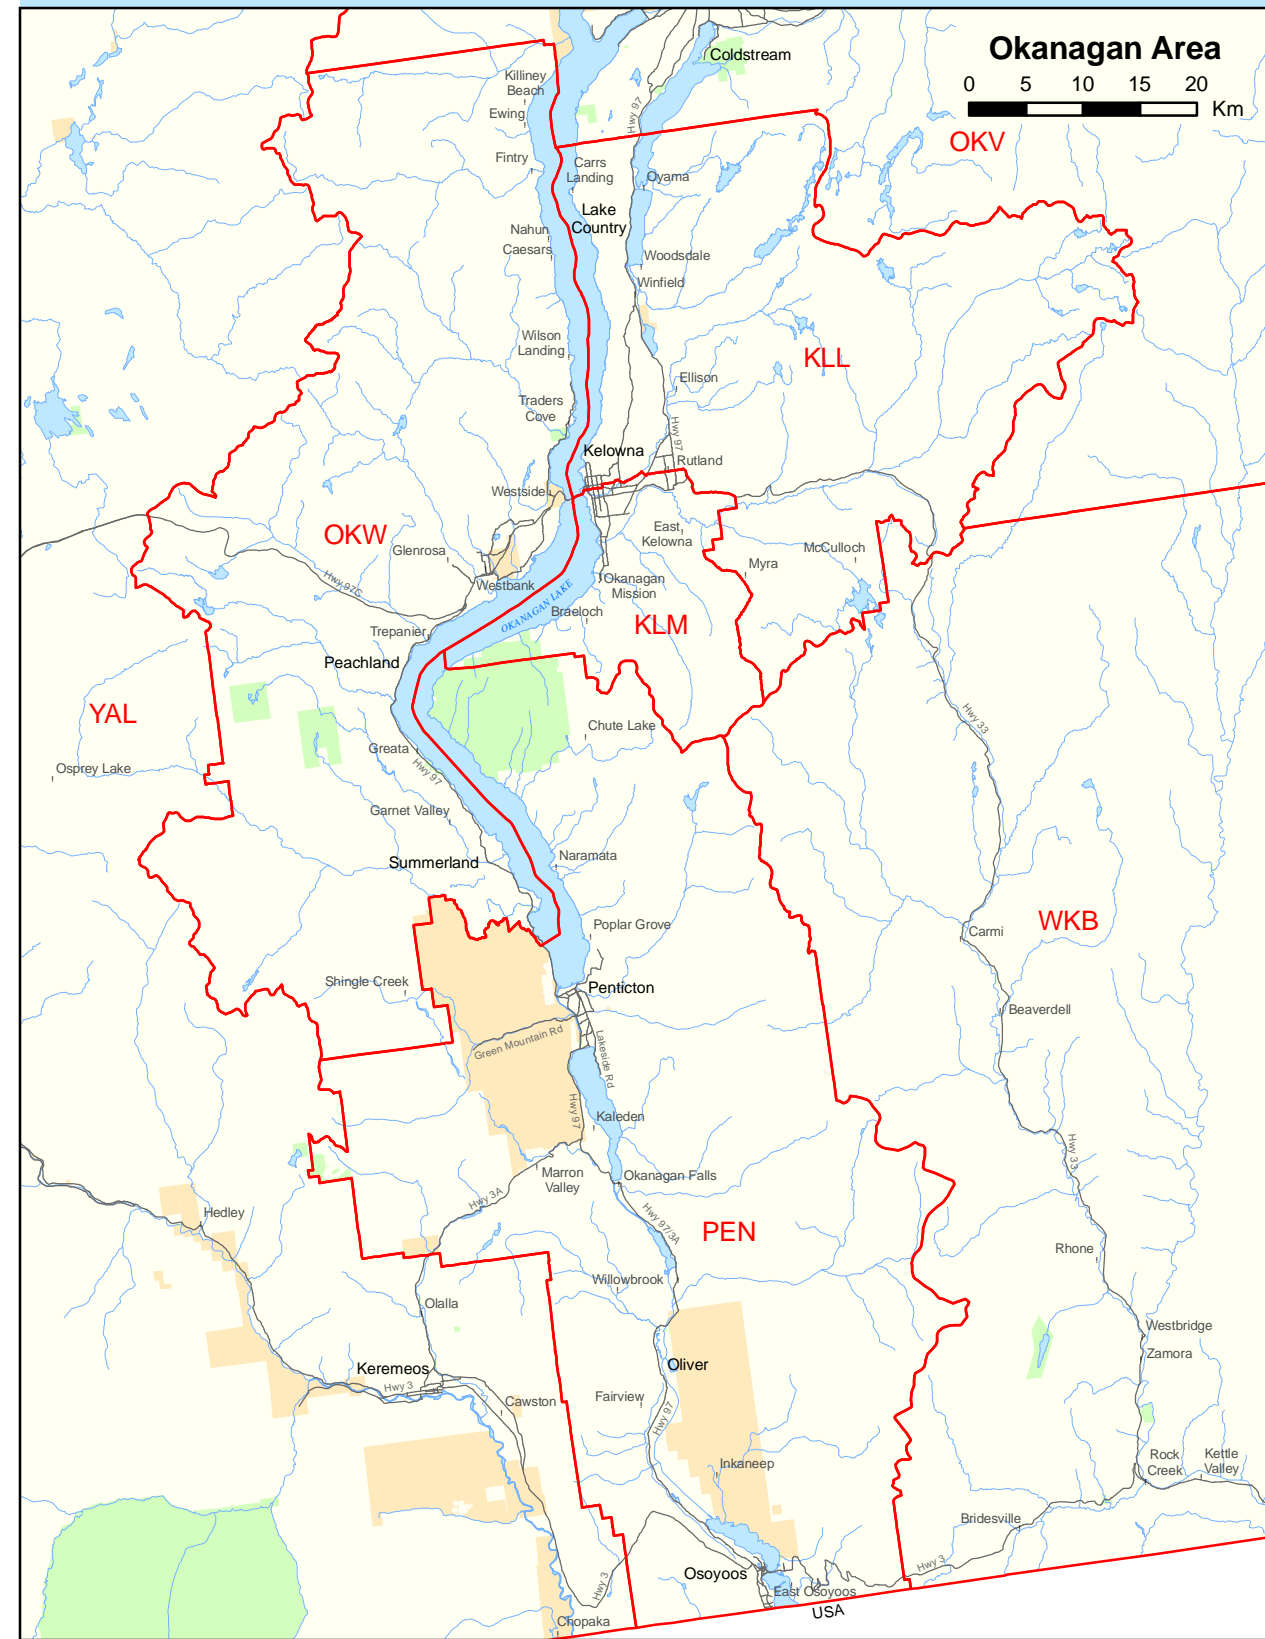 Okanagan Area
0 5 10 15 20
Km
Coldstream
Killiney
Beach
Ewing
Hwy 97
OKV
Fintry
Carrs
Landing
Oyama
Lake
Country
Nahun
Caesars
Woodsdale
Winfield
Wilson
Landing
KLL
Ellison
Traders
Cove
Hwy 97
Kelowna
Rutland
Westside
OKW
East
Kelowna
McCulloch
Glenrosa
Myra
Hwy 97C
Westbank
Okanagan
Mission
OKANAGAN LAKE
Braeloch
KLM
Trepanier
Peachland
YAL
Hwy 33
Chute Lake
Greata
Osprey Lake
Hwy 97
Garnet Valley
Naramata
Summerland
WKB
Poplar Grove
Carmi
Shingle Creek
Penticton
Beaverdell
Green Mountain Rd
Lakeside Rd
Hwy 97
Kaleden
Hwy 33
Marron
Valley
Okanagan Falls
Hwy 3A
Hedley
Hwy 97/3A
PEN
Rhone
Willowbrook
Olalla
Westbridge
Zamora
Keremeos
Oliver
Hwy 3
Cawston
Fairview
Hwy 97
Inkaneep
Rock
Creek
Kettle
Valley
Bridesville
Osoyoos
Hwy 3
Hwy 3
East Osoyoos
USA
Chopaka